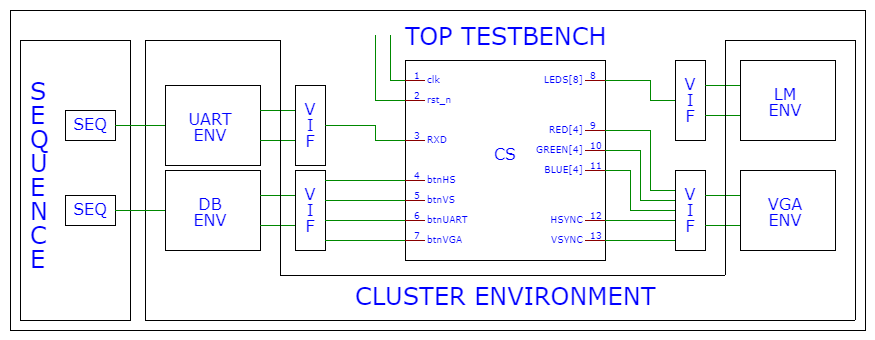 TOP TESTBENCH
SEQUENCE
SEQ
SEQ
UART
ENV
DB
ENV
VIF
VIF
1 clk
2 rst_n
3 RXD
4 btnHS
5 btnVS
6 btnUART
7 btnVGA
CS
LEDS[8] 8
RED[4] 9
GREEN[4] 10
BLUE[4] 11
HSYNC 12
VSYNC 13
VIF
VIF
LM
ENV
VGA
ENV
CLUSTER ENVIRONMENT